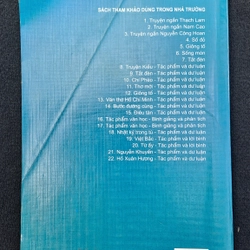 SÁCH THAM KHẢO DÙNG TRONG NHÀ TRƯỜNG
1. Truyện ngắn Thạch Lam
2. Truyện ngắn Nam Cao
3. Truyện ngắn Nguyễn Công Hoan
4. Số đỏ
5. Giông tố
6. Sống mòn
7. Tắt đèn
8. Truyện Kiều - Tác phẩm và dư luận
9. Tắt đèn - Tác phẩm và dư luận
10. Chí Phèo - Tác phẩm và dư luận
11. Thơ mới - Tác phẩm và dư luận
12. Giông tố - Tác phẩm và dư luận
13. Văn thơ Hồ Chí Minh - Tác phẩm và dư luận
14. Bước đường cùng - Tác phẩm và dư luận
15. Điêu tàn - Tác phẩm và dư luận
16. Tác phẩm văn học - Bình giảng và phân tích
17. Tác phẩm văn học - Bình giảng và phân tích
18. Nhật ký trong tù - Tác phẩm và dư luận
19. Việt Bắc - Tác phẩm và lời bình
20. Từ ấy - Tác phẩm và lời bình
21. Nguyễn Khuyến - Tác phẩm và dư luận
22. Hồ Xuân Hương - Tác phẩm và dư luận